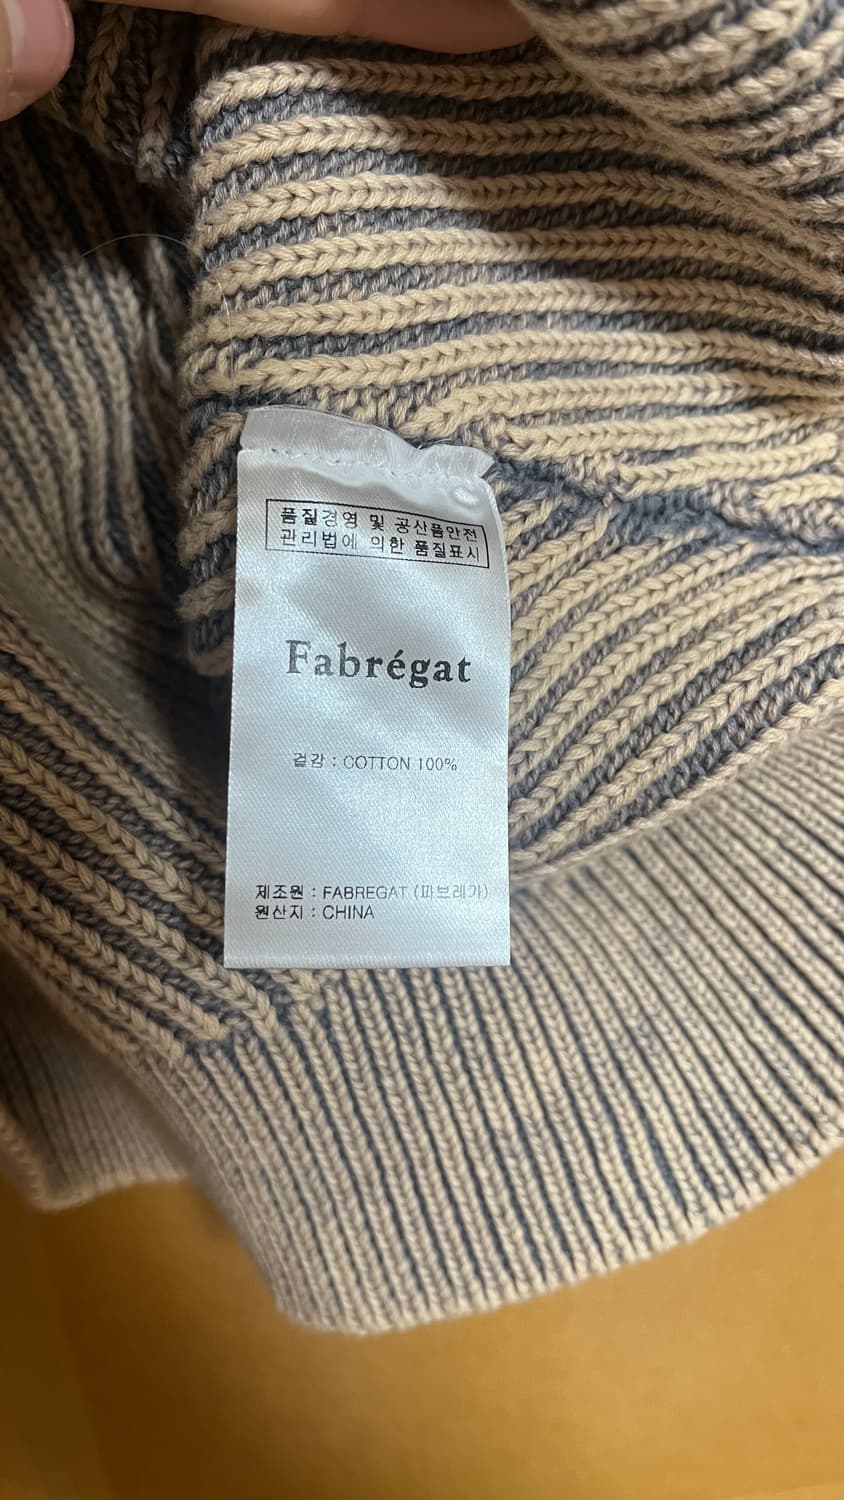 품질경영 및 공산품안전
관리법에 의한 품질표시
Fabrégat
겉감 : COTTON 100%
제조원 : FABREGAT (파브레가)
원산지 : CHINA